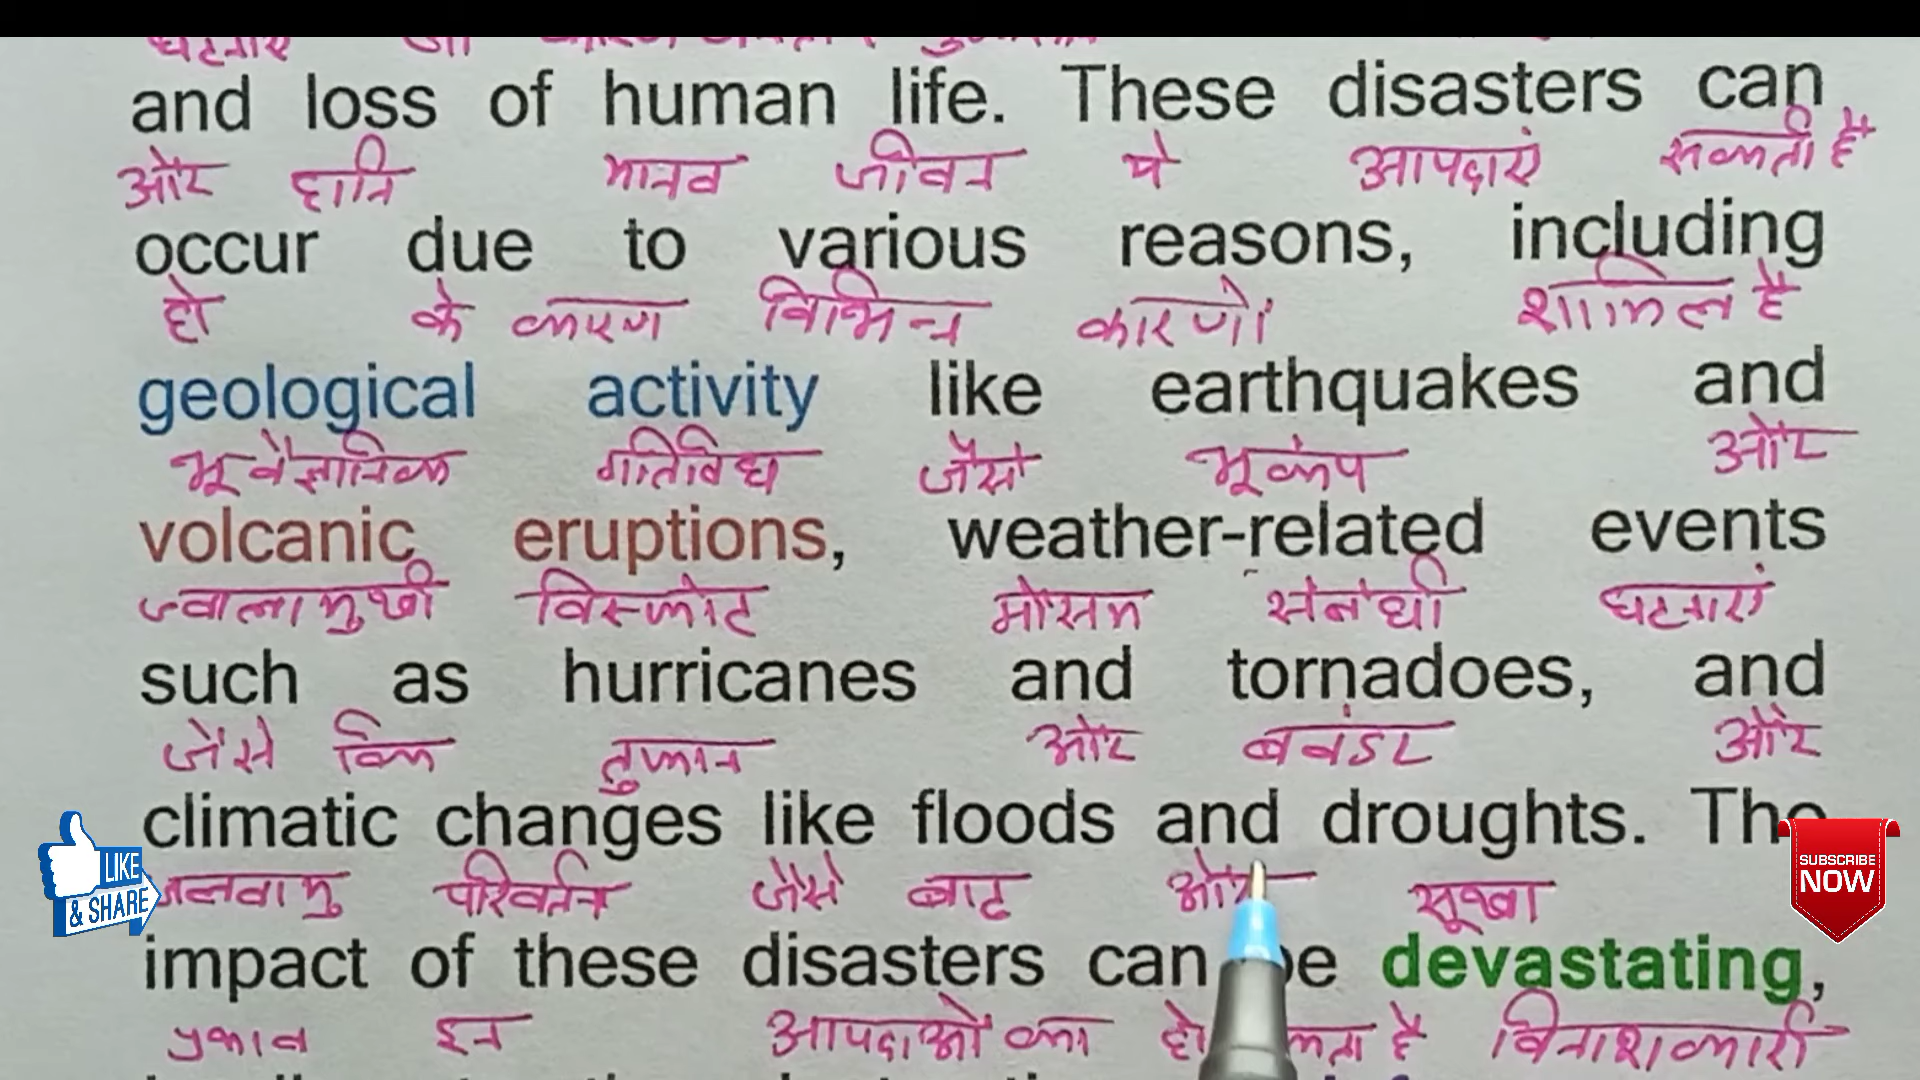 and loss of human life. These disasters can
और हानि मानव जीवन ये आपदाएं सकती है
occur due to various reasons, including
हो के कारण विभिन्न कारणों शामिल है
geological activity like earthquakes and
भूवैज्ञानिक गतिविध जैसे भूकंप और
volcanic eruptions, weather-related events
ज्वालामुखी विस्फोट मौसम संबंधी घटनाएं
such as hurricanes and tornadoes, and
जैसे कि तुफान और बवंडर और
climatic changes like floods and droughts. The
जलवायु परिवर्तन जैसे बाढ और सूखा
LIKE
& SHARE
SUBSCRIBE
NOW
impact of these disasters can be devastating,
प्रभाव इन आपदाओं का हो है विनाशकारी